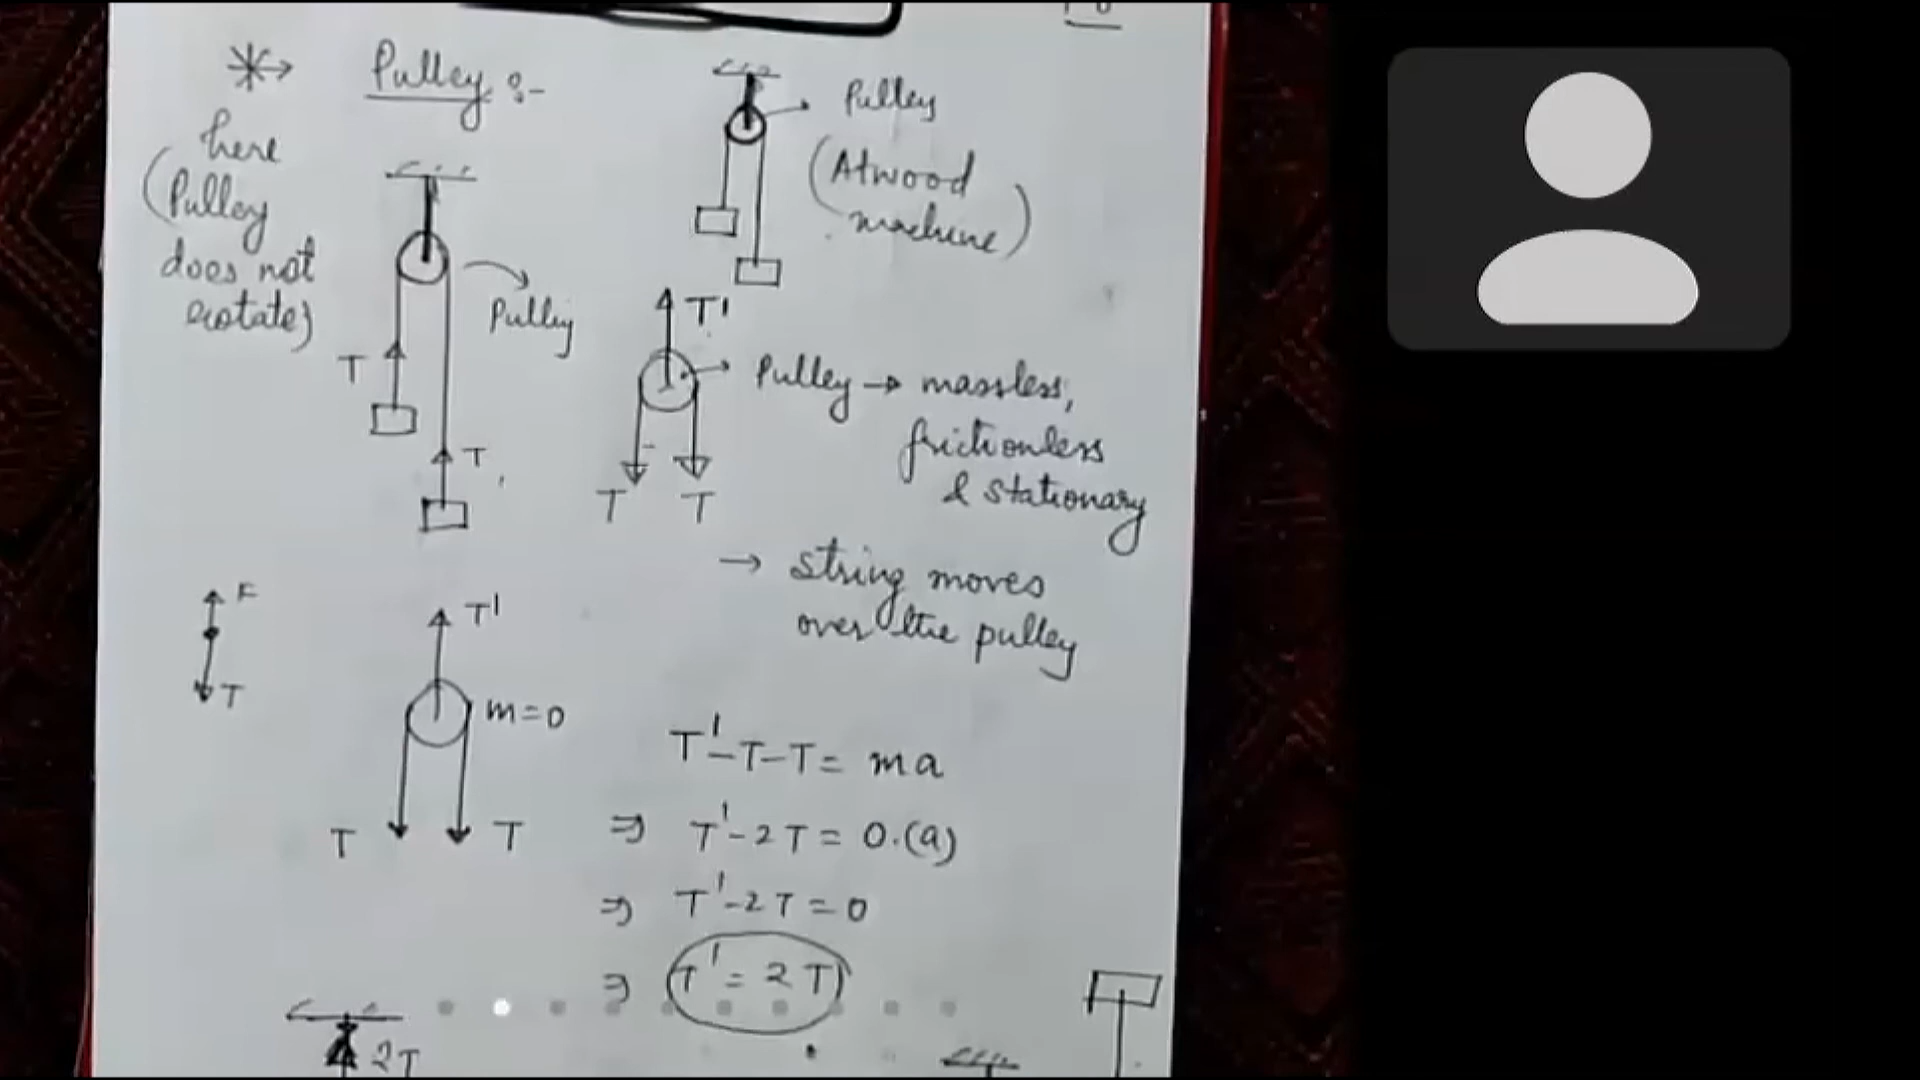 Pulley :-
here
(Pulley
does not
rotate)
Pulley
T
T
Pulley
(Atwood
machine)
T'
Pulley → massless,
frictionless
& stationary
T T
→ string moves
over the pulley
F
T
T'
m=0
T T
T'-T-T= ma
⇒ T'-2T= 0.(a)
⇒ T'-2T=0
⇒ T'= 2T
2T